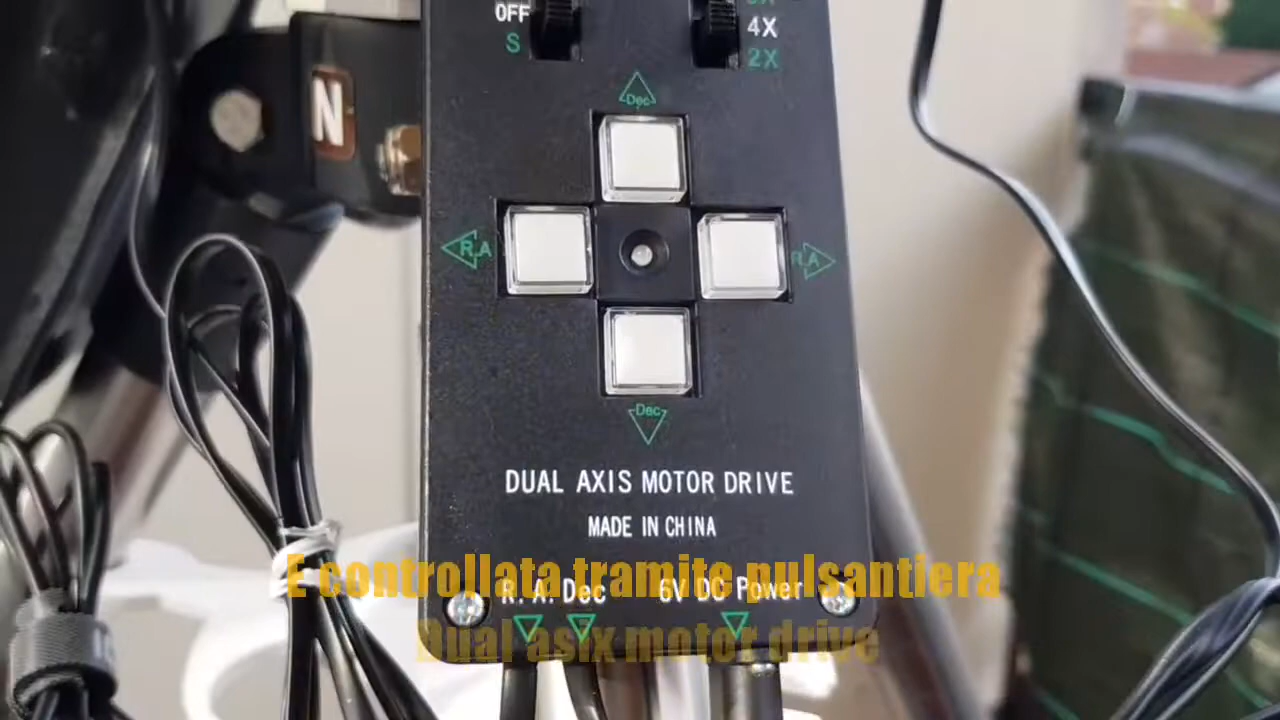 OFF
S
4X
2X
N
Dec
R.A
R.A
Dec
DUAL AXIS MOTOR DRIVE
MADE IN CHINA
E controllata tramite pulsantiera
R. A. Dec 6V DC Power
Dual asix motor drive